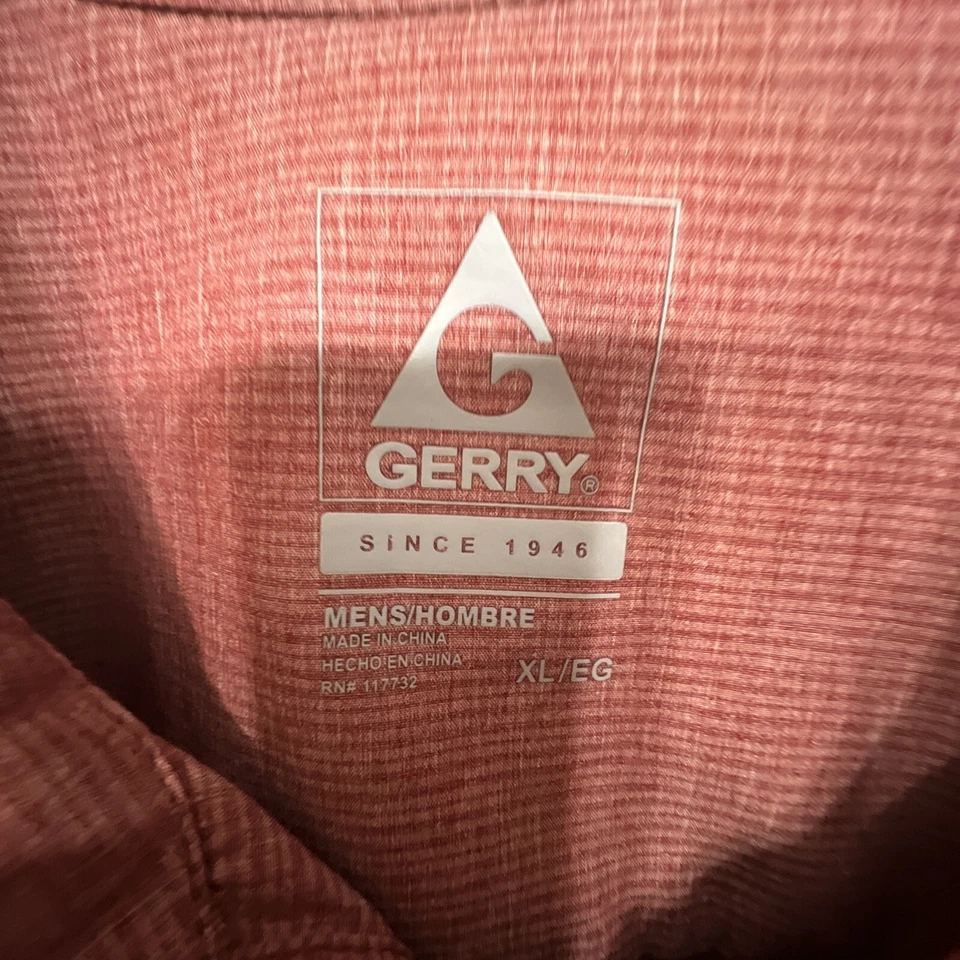 G
GERRY®
SINCE 1946
MENS/HOMBRE
MADE IN CHINA
HECHO EN CHINA
RN# 117732
XL/EG